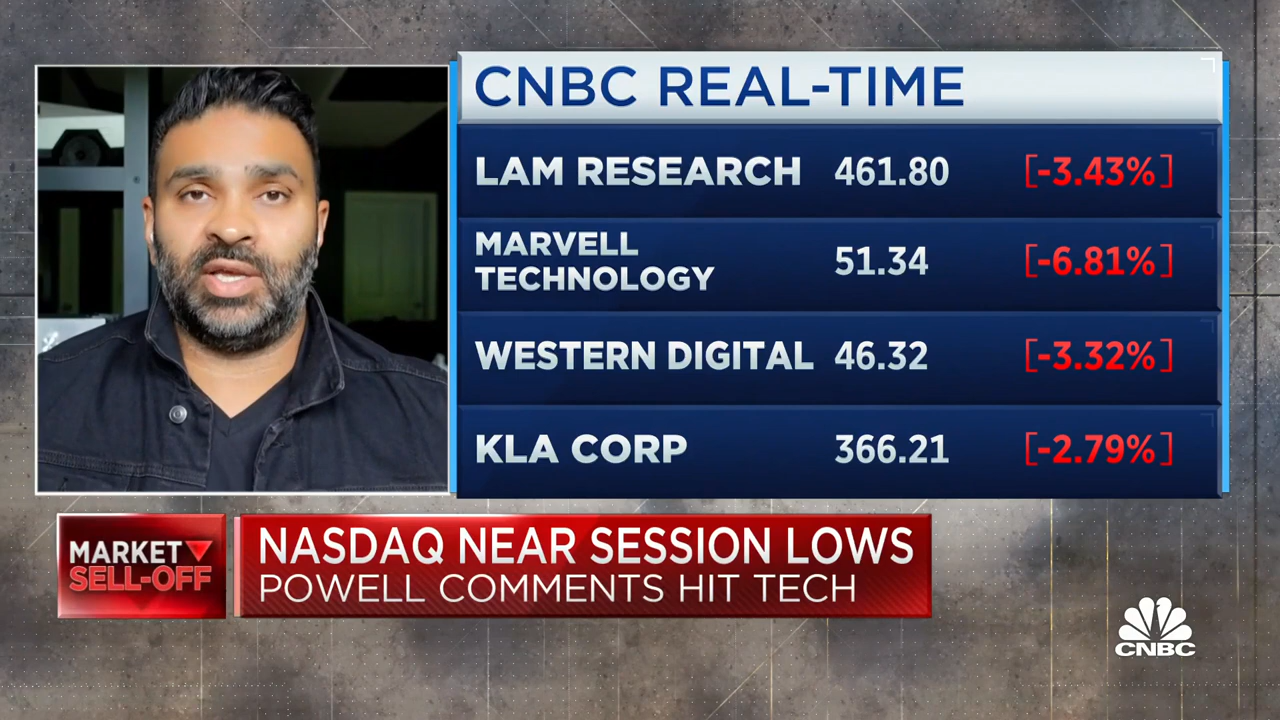 CNBC REAL-TIME
LAM RESEARCH 461.80 [-3.43%]
MARVELL
TECHNOLOGY 51.34 [-6.81%]
WESTERN DIGITAL 46.32 [-3.32%]
KLA CORP 366.21 [-2.79%]
MARKET
SELL-OFF
NASDAQ NEAR SESSION LOWS
POWELL COMMENTS HIT TECH
CNBC